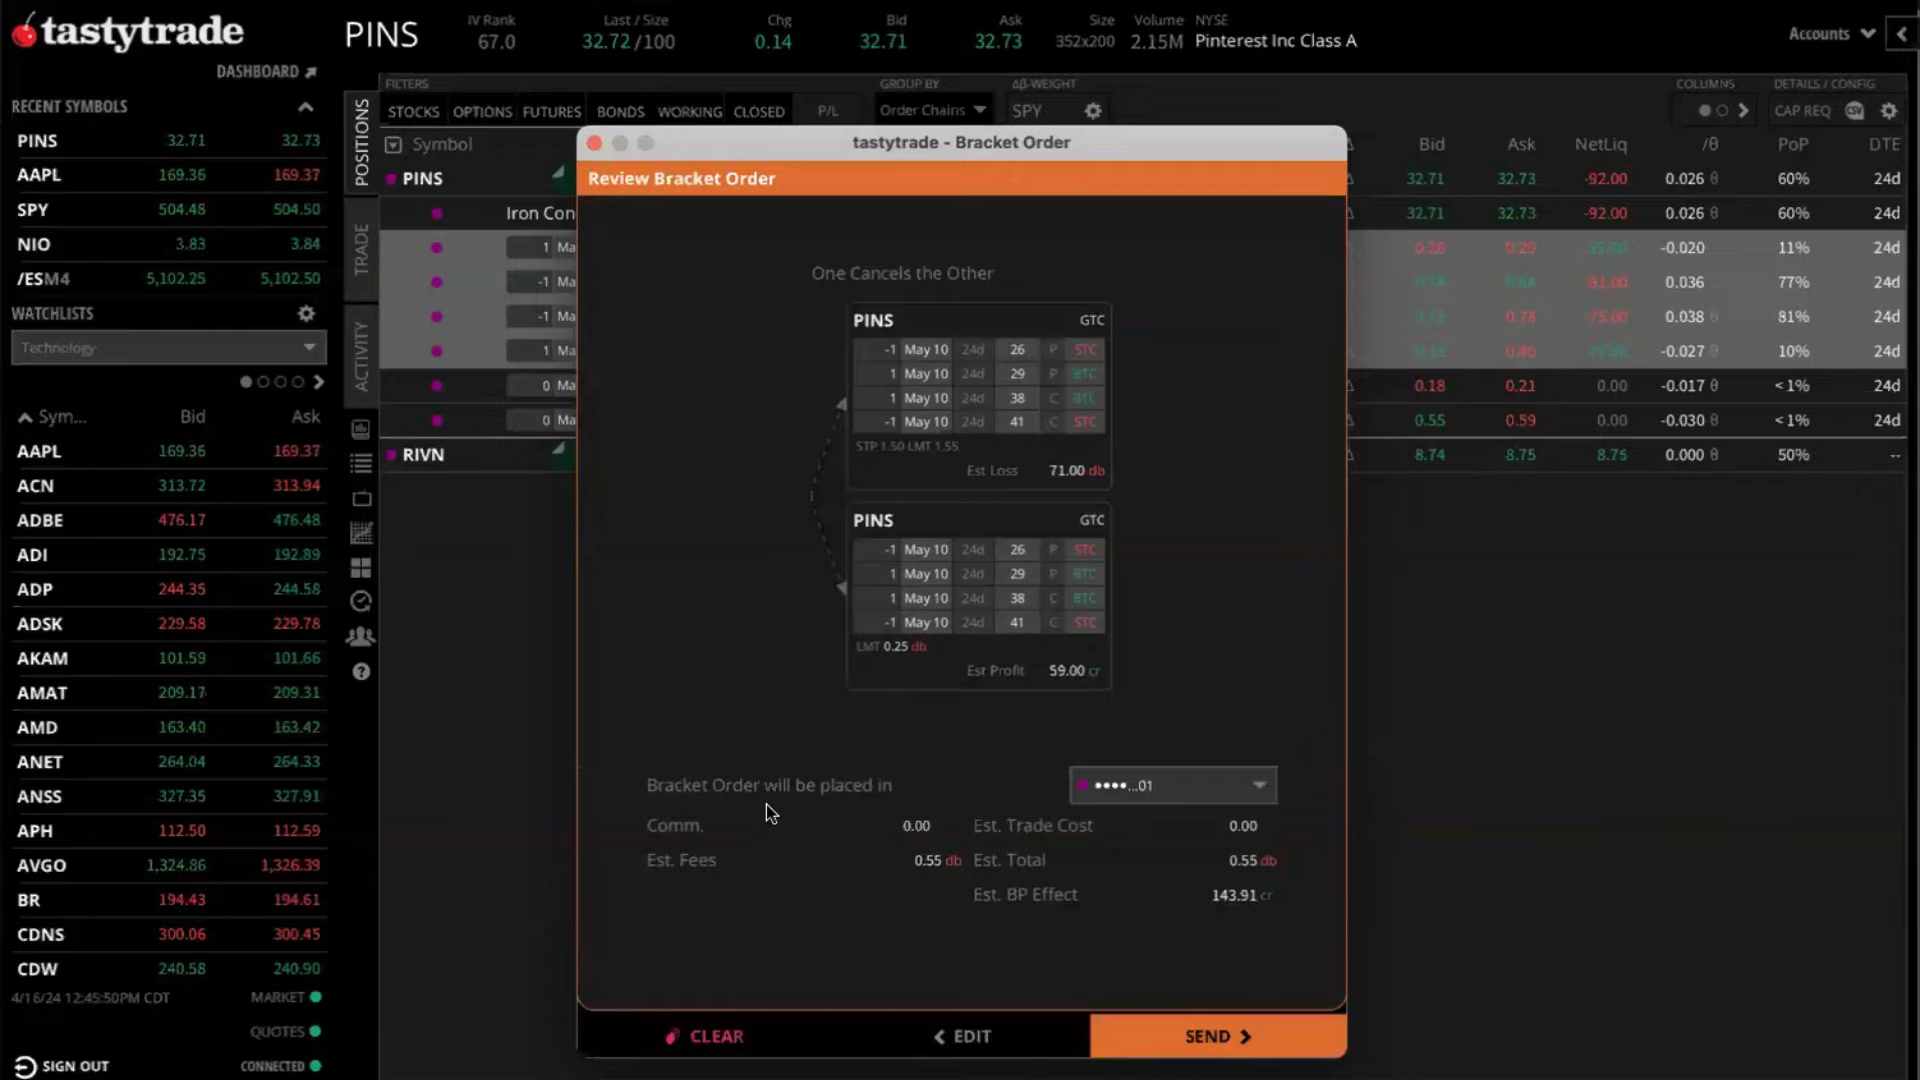 tastytrade
DASHBOARD
RECENT SYMBOLS
PINS 32.71 32.73
AAPL 169.36 169.37
SPY 504.48 504.50
NIO 3.83 3.84
/ESM4 5,102.25 5,102.50
WATCHLISTS
Technology
Sym... Bid Ask
AAPL 169.36 169.37
ACN 313.72 313.94
ADBE 476.17 476.48
ADI 192.75 192.89
ADP 244.35 244.58
ADSK 229.58 229.78
AKAM 101.59 101.66
AMAT 209.17 209.31
AMD 163.40 163.42
ANET 264.04 264.33
ANSS 327.35 327.91
APH 112.50 112.59
AVGO 1,324.86 1,326.39
BR 194.43 194.61
CDNS 300.06 300.45
CDW 240.58 240.90
4/16/24 12:45:50PM CDT MARKET
QUOTES
SIGN OUT CONNECTED
PINS
IV Rank Last / Size Chg Bid Ask Size Volume NYSE
67.0 32.72 /100 0.14 32.71 32.73 352x200 2.15M Pinterest Inc Class A
Accounts
POSITIONS
TRADE
ACTIVITY
FILTERS GROUP BY Δβ-WEIGHT COLUMNS DETAILS / CONFIG
STOCKS OPTIONS FUTURES BONDS WORKING CLOSED P/L Order Chains SPY CAP REQ CSV
Symbol Bid Ask NetLiq /θ PoP DTE
PINS 32.71 32.73 -92.00 0.026 θ 60% 24d
Iron Con 32.71 32.73 -92.00 0.026 θ 60% 24d
1 Ma -0.020 11% 24d
-1 Ma 0.036 77% 24d
-1 Ma 0.78 -75.00 0.038 θ 81% 24d
1 Ma -0.027 θ 10% 24d
0 Ma 0.18 0.21 0.00 -0.017 θ <1% 24d
0 Ma 0.55 0.59 0.00 -0.030 θ <1% 24d
RIVN 8.74 8.75 8.75 0.000 θ 50% --
tastytrade - Bracket Order
Review Bracket Order
One Cancels the Other
PINS GTC
-1 May 10 24d 26 P STC
1 May 10 24d 29 P BTC
1 May 10 24d 38 C BTC
-1 May 10 24d 41 C STC
STP 1.50 LMT 1.55
Est Loss 71.00 db
PINS GTC
-1 May 10 24d 26 P STC
1 May 10 24d 29 P BTC
1 May 10 24d 38 C BTC
-1 May 10 24d 41 C STC
LMT 0.25 db
Est Profit 59.00 cr
Bracket Order will be placed in ••••...01
Comm. 0.00 Est. Trade Cost 0.00
Est. Fees 0.55 db Est. Total 0.55 db
Est. BP Effect 143.91 cr
CLEAR EDIT SEND